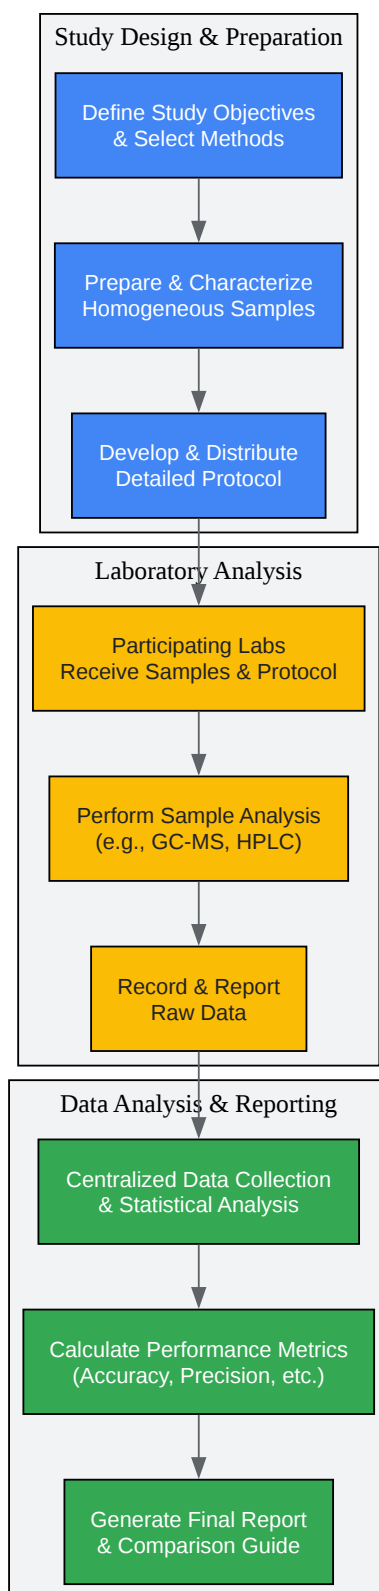 Study Design & Preparation
Define Study Objectives
& Select Methods
Prepare & Characterize
Homogeneous Samples
Develop & Distribute
Detailed Protocol
Laboratory Analysis
Participating Labs
Receive Samples & Protocol
Perform Sample Analysis
(e.g., GC-MS, HPLC)
Record & Report
Raw Data
Data Analysis & Reporting
Centralized Data Collection
& Statistical Analysis
Calculate Performance Metrics
(Accuracy, Precision, etc.)
Generate Final Report
& Comparison Guide